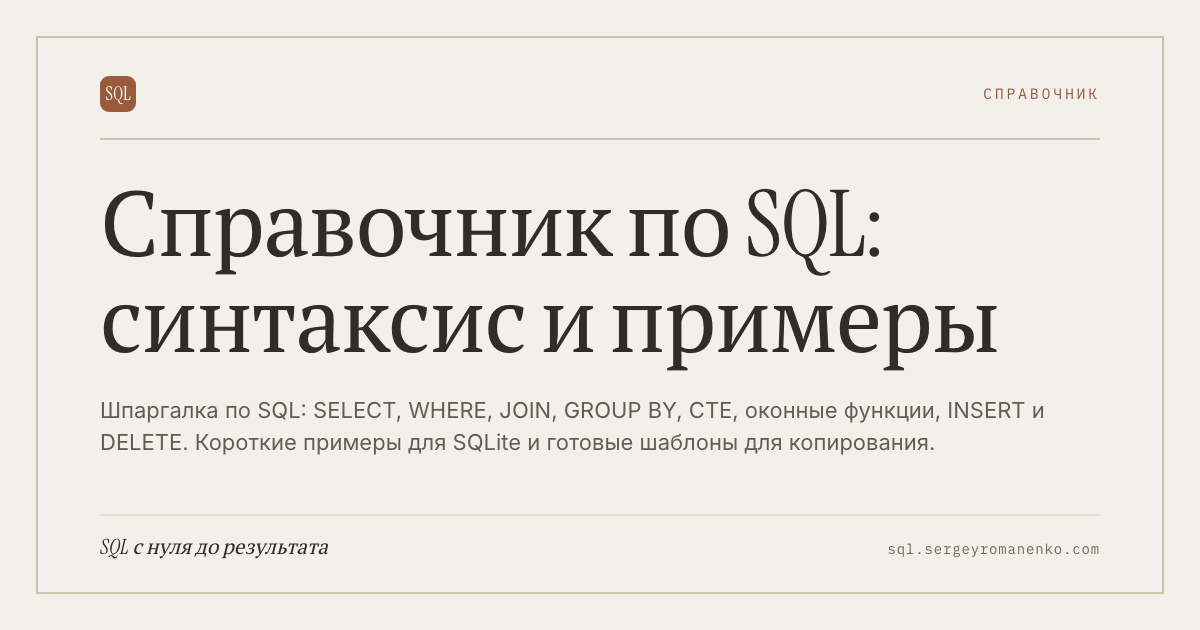 SQL
СПРАВОЧНИК
Справочник по SQL:
синтаксис и примеры
Шпаргалка по SQL: SELECT, WHERE, JOIN, GROUP BY, CTE, оконные функции, INSERT и
DELETE. Короткие примеры для SQLite и готовые шаблоны для копирования.
SQL с нуля до результата
sql.sergeyromanenko.com